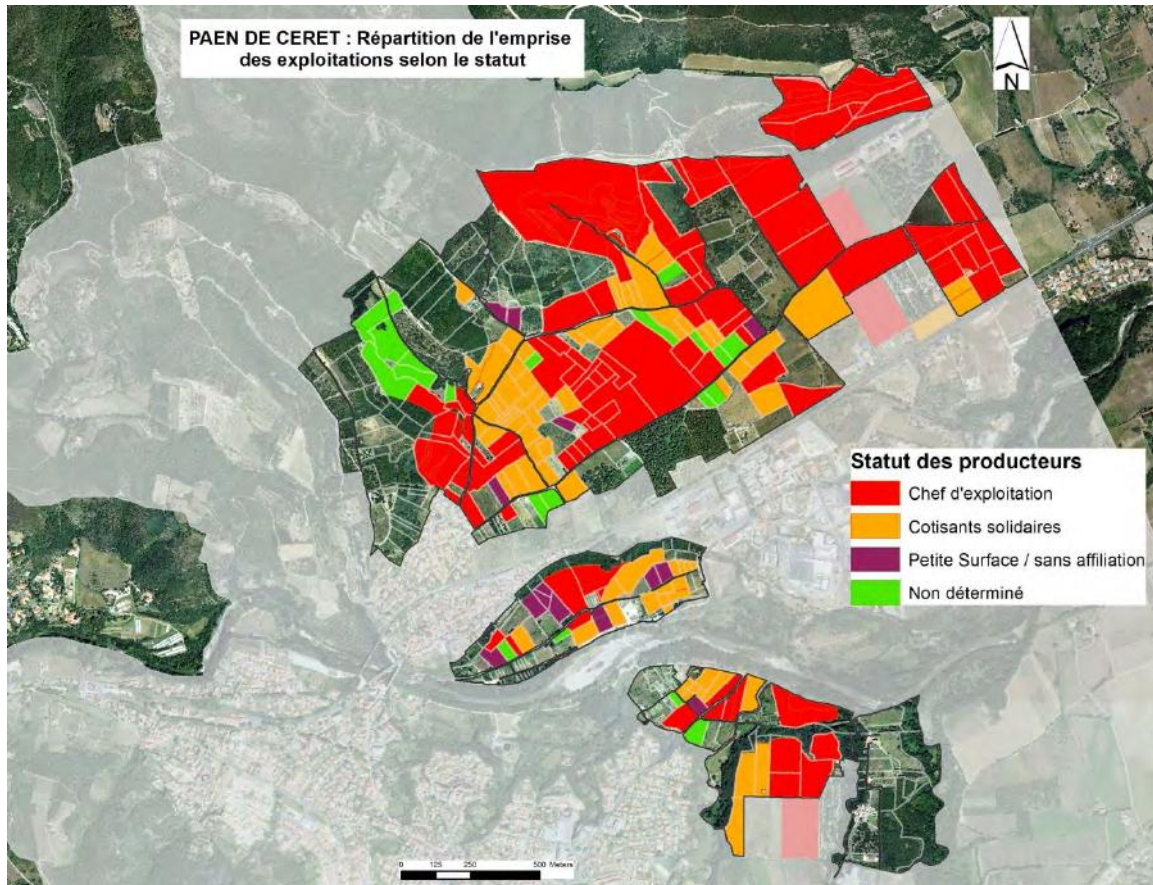 PAEN DE CERET : Répartition de l'emprise
des exploitations selon le statut
N
Statut des producteurs
Chef d'exploitation
Cotisants solidaires
Petite Surface / sans affiliation
Non déterminé
0 125 250 500 Meters